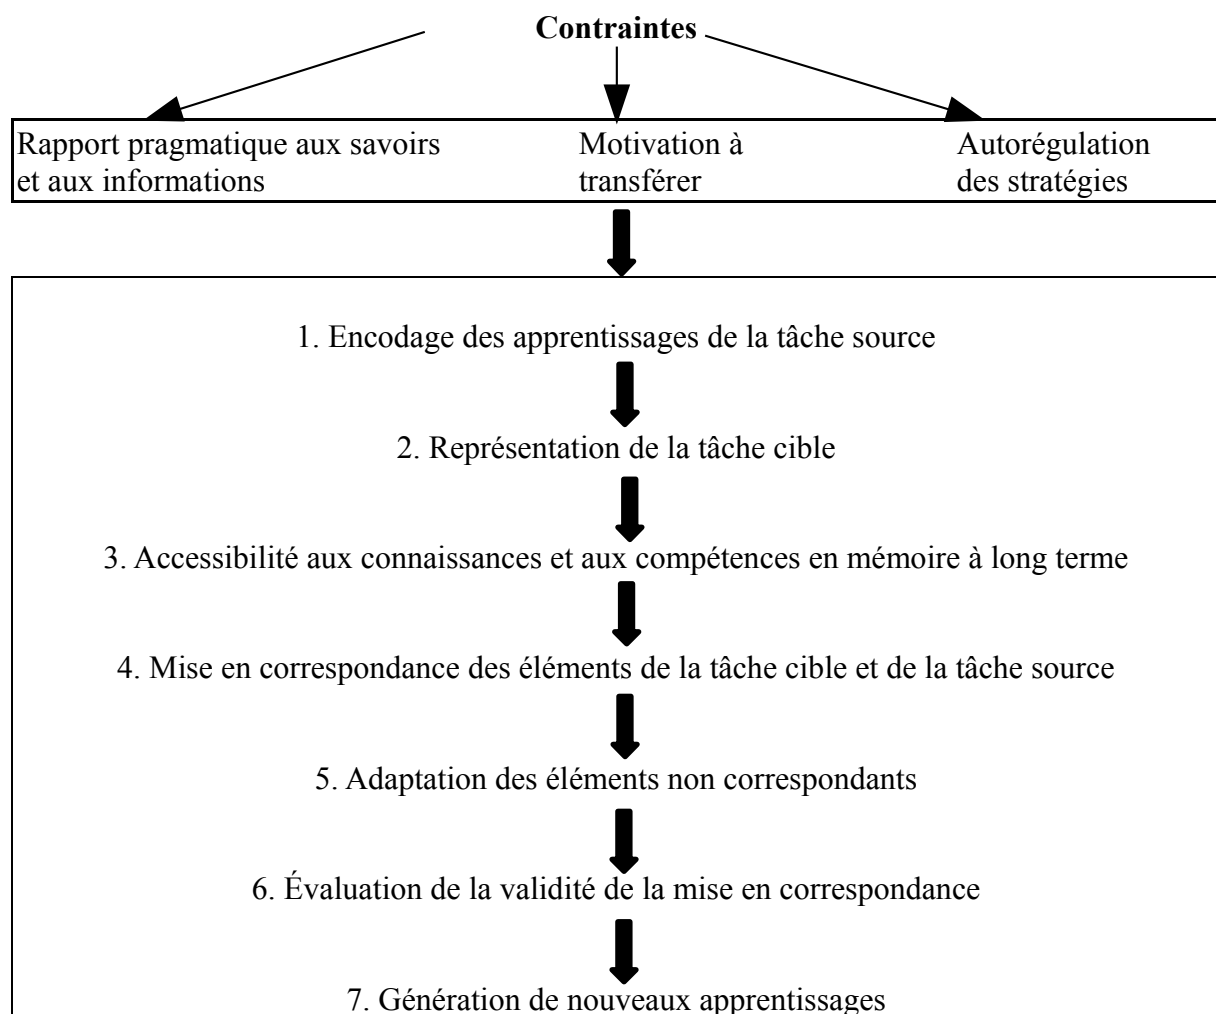 Contraintes
Rapport pragmatique aux savoirs
et aux informations
Motivation à
transférer
Autorégulation
des stratégies
1. Encodage des apprentissages de la tâche source
2. Représentation de la tâche cible
3. Accessibilité aux connaissances et aux compétences en mémoire à long terme
4. Mise en correspondance des éléments de la tâche cible et de la tâche source
5. Adaptation des éléments non correspondants
6. Évaluation de la validité de la mise en correspondance
7. Génération de nouveaux apprentissages